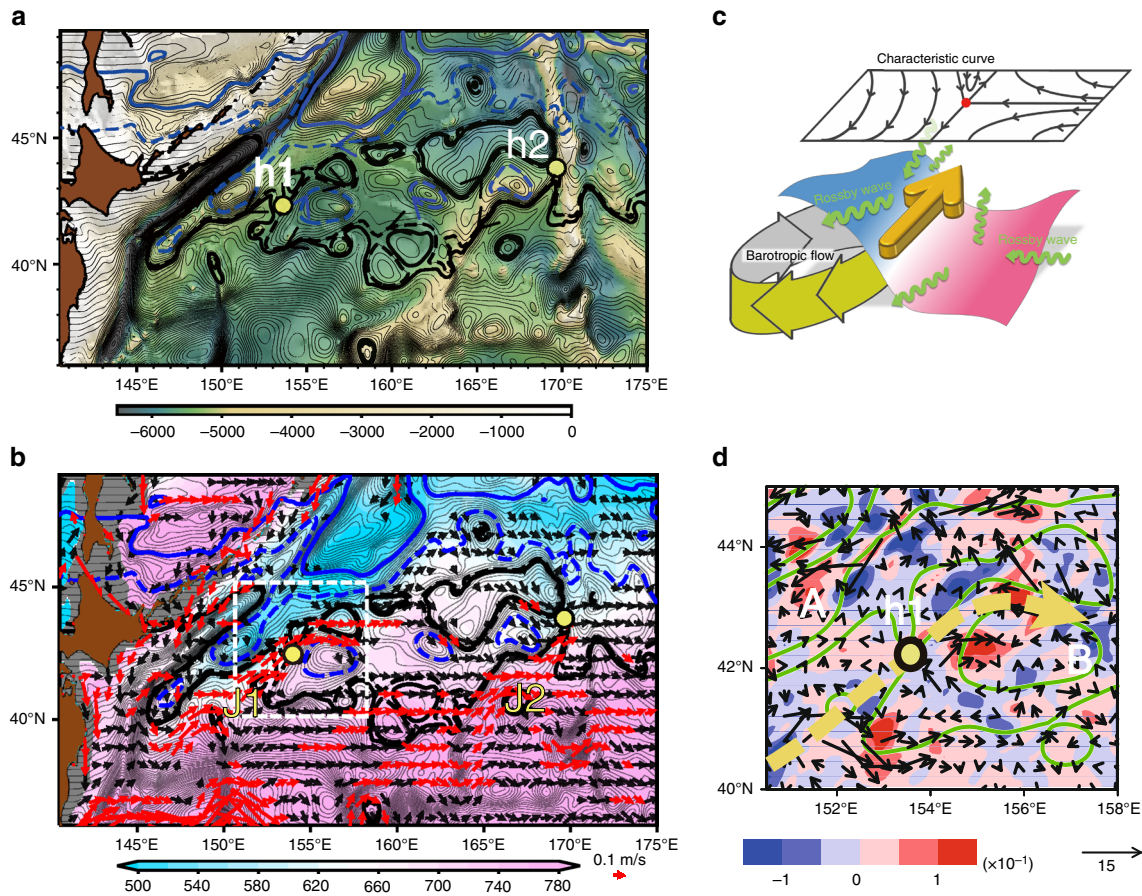 a
h1
h2
45°N
40°N
145°E 150°E 155°E 160°E 165°E 170°E 175°E
−6000 −5000 −4000 −3000 −2000 −1000 0
b
J1
J2
45°N
40°N
145°E 150°E 155°E 160°E 165°E 170°E 175°E
500 540 580 620 660 700 740 780
0.1 m/s
c
Characteristic curve
Rossby wave
Rossby wave
Barotropic flow
d
A
h1
B
44°N
42°N
40°N
152°E 154°E 156°E 158°E
−1 0 1
(×10⁻¹)
15